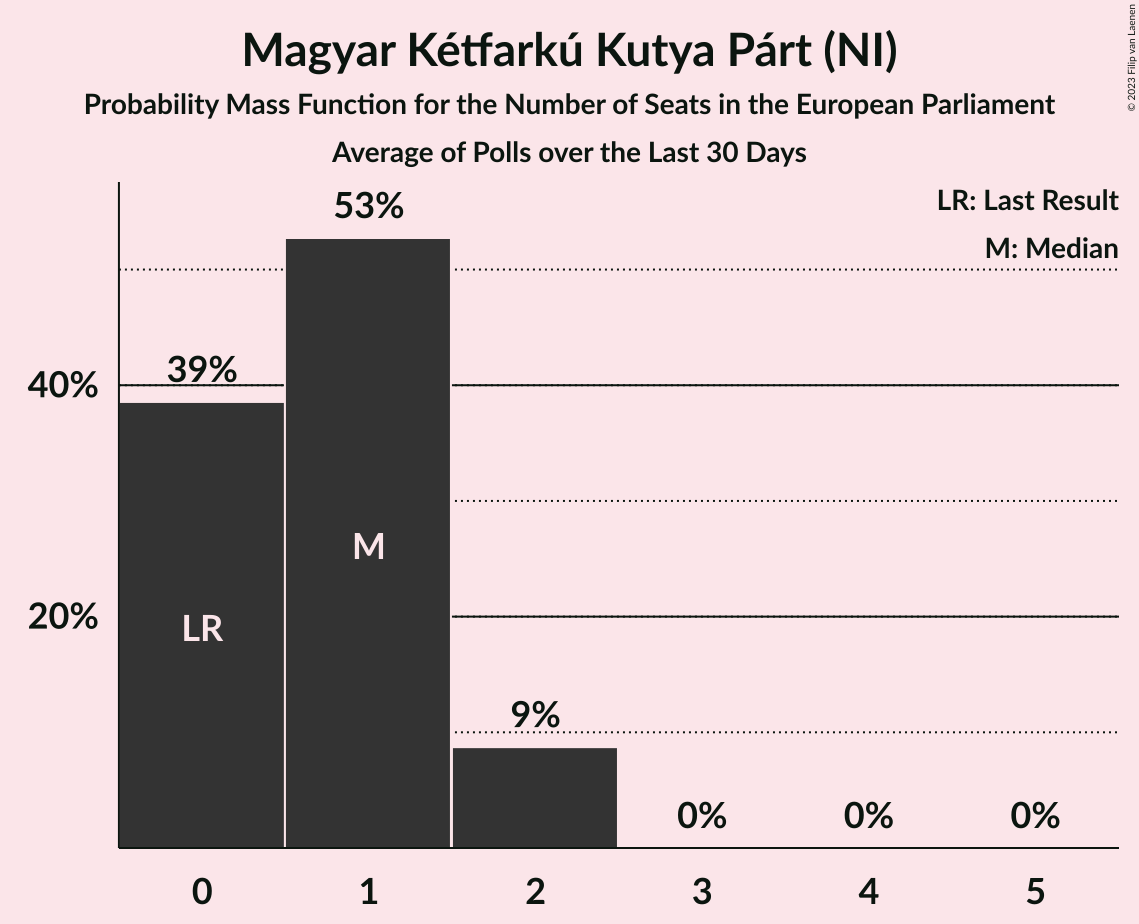 Magyar Kétfarkú Kutya Párt (NI)
Probability Mass Function for the Number of Seats in the European Parliament
Average of Polls over the Last 30 Days
© 2023 Filip van Laenen
LR: Last Result
M: Median
53%
39%
40%
M
20%
LR
9%
0% 0% 0%
0 1 2 3 4 5